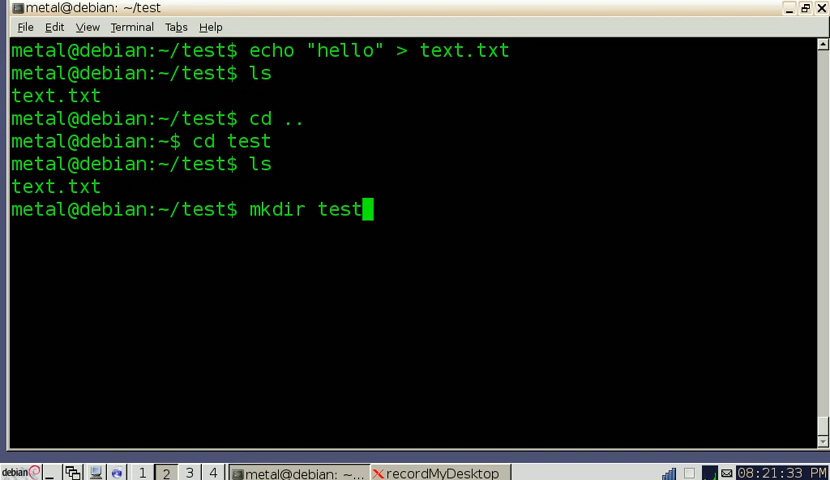 metal@debian: ~/test
File Edit View Terminal Tabs Help
metal@debian:~/test$ echo "hello" > text.txt
metal@debian:~/test$ ls
text.txt
metal@debian:~/test$ cd ..
metal@debian:~$ cd test
metal@debian:~/test$ ls
text.txt
metal@debian:~/test$ mkdir test
debian 1 2 3 4 metal@debian: ~... recordMyDesktop 08:21:33 PM